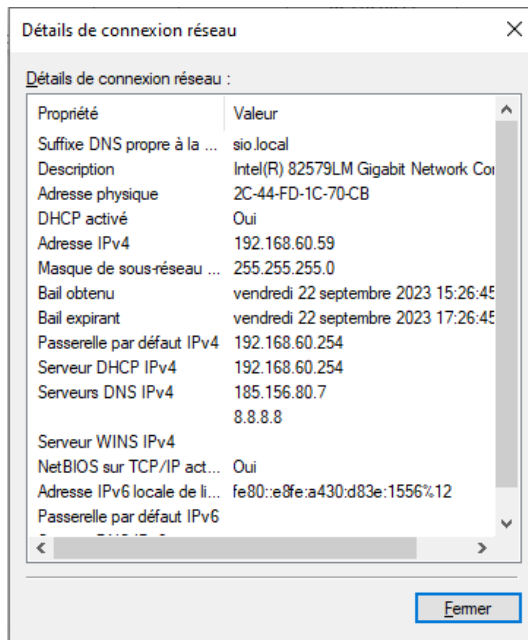 Détails de connexion réseau
Détails de connexion réseau :
Propriété Valeur
Suffixe DNS propre à la ... sio.local
Description Intel(R) 82579LM Gigabit Network Cor
Adresse physique 2C-44-FD-1C-70-CB
DHCP activé Oui
Adresse IPv4 192.168.60.59
Masque de sous-réseau ... 255.255.255.0
Bail obtenu vendredi 22 septembre 2023 15:26:45
Bail expirant vendredi 22 septembre 2023 17:26:45
Passerelle par défaut IPv4 192.168.60.254
Serveur DHCP IPv4 192.168.60.254
Serveurs DNS IPv4 185.156.80.7
8.8.8.8
Serveur WINS IPv4
NetBIOS sur TCP/IP act... Oui
Adresse IPv6 locale de li... fe80::e8fe:a430:d83e:1556%12
Passerelle par défaut IPv6
Fermer